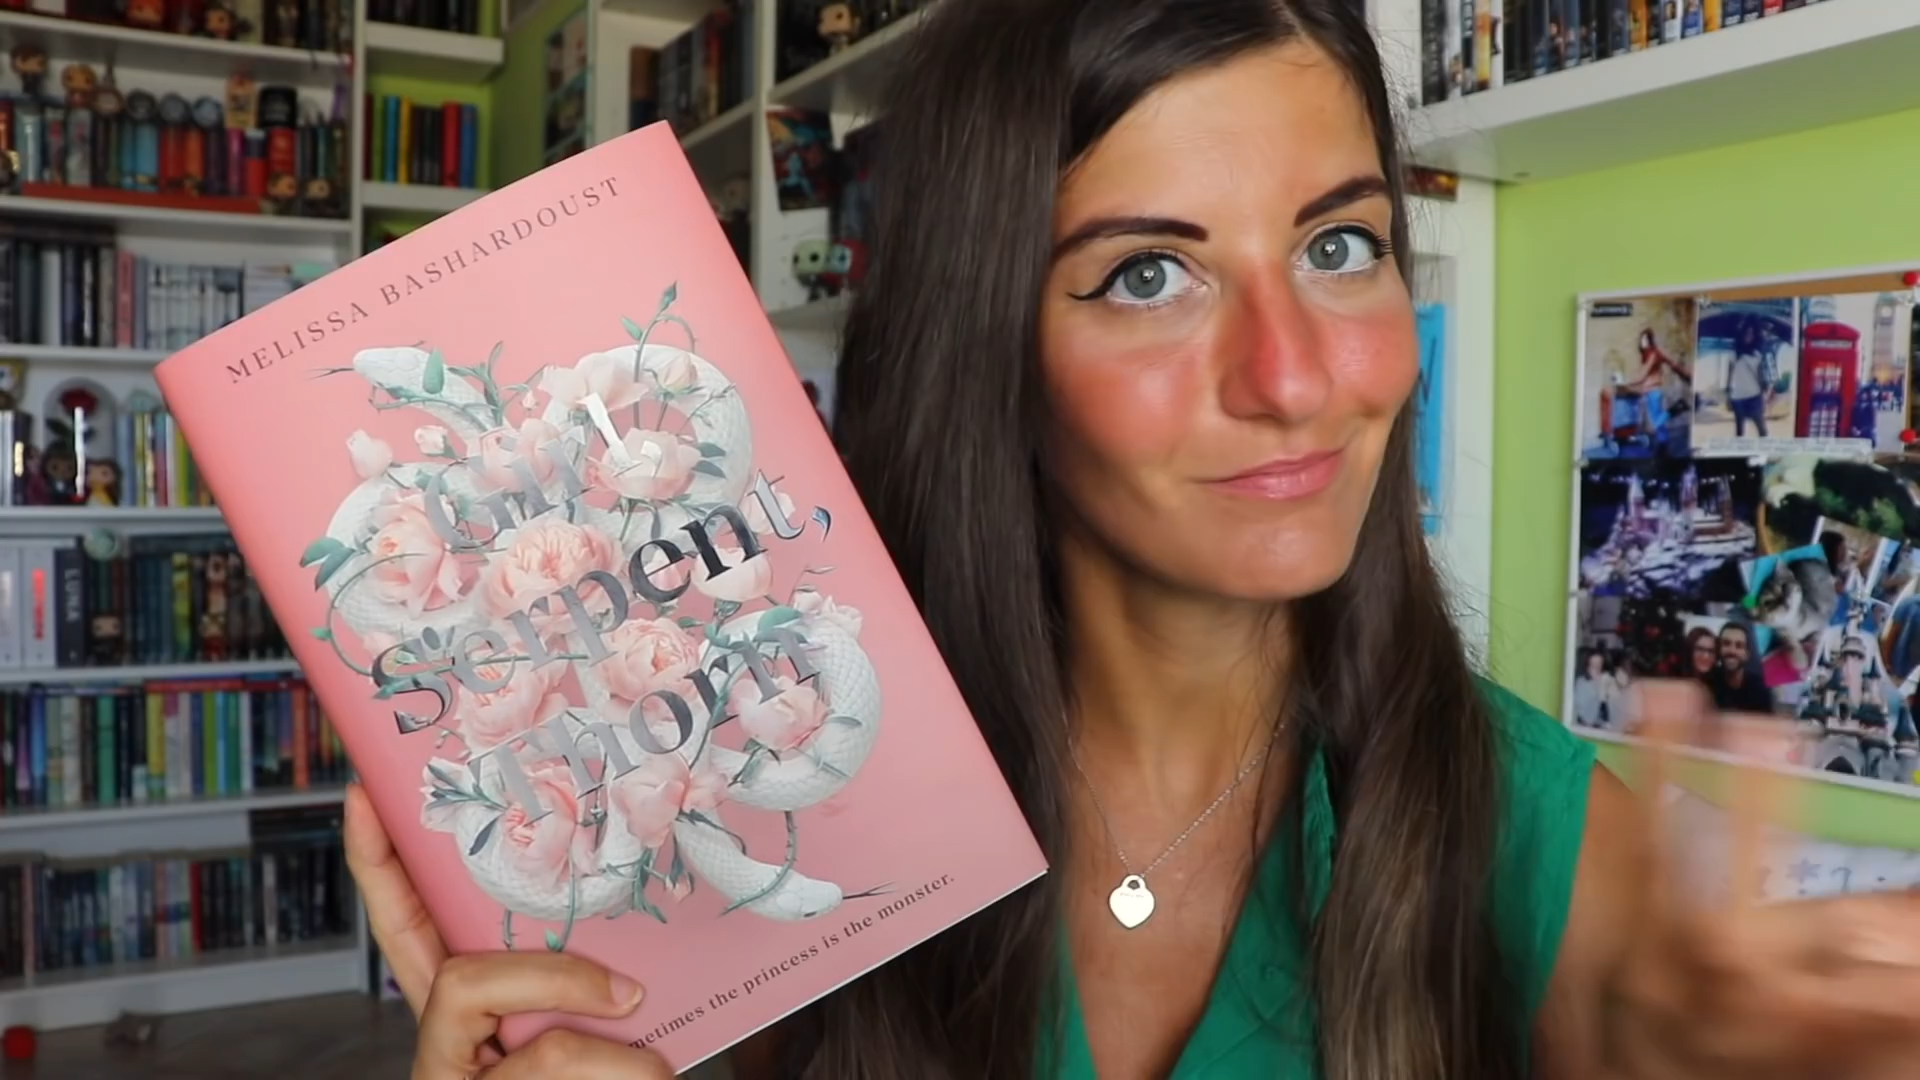 MELISSA BASHARDOUST
Girl,
Serpent,
Thorn
metimes the princess is the monster.